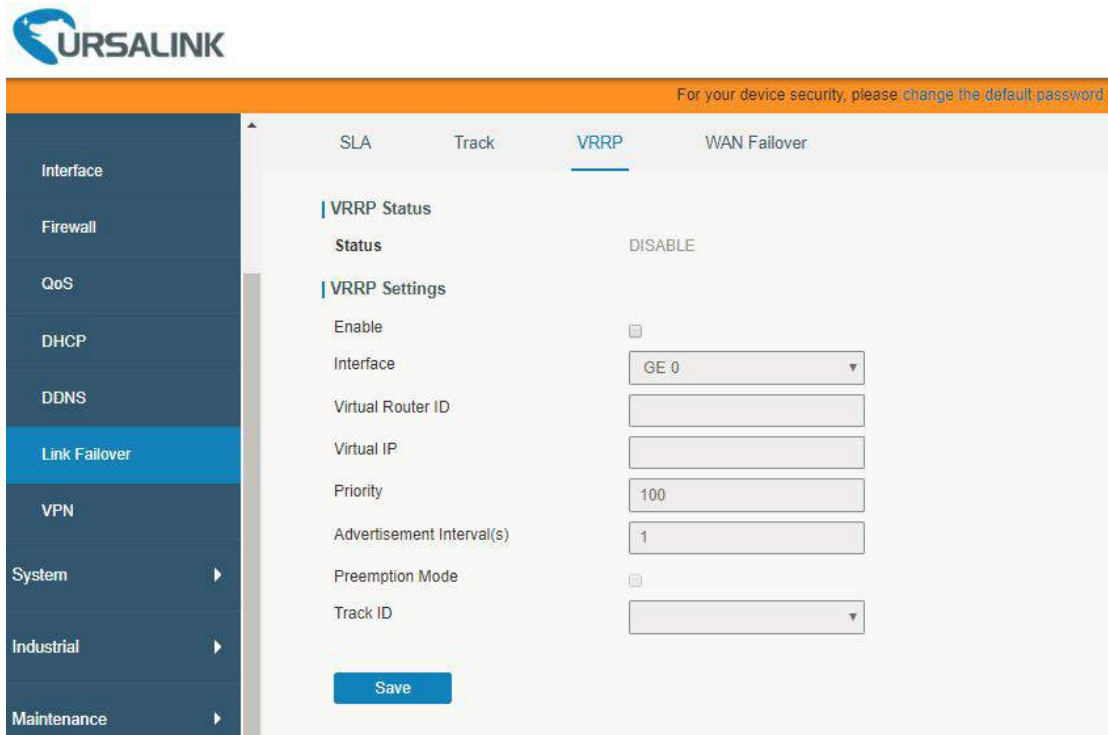 URSALINK
For your device security, please change the default password
Interface
Firewall
QoS
DHCP
DDNS
Link Failover
VPN
System
Industrial
Maintenance
SLA Track VRRP WAN Failover
VRRP Status
Status DISABLE
VRRP Settings
Enable
Interface GE 0
Virtual Router ID
Virtual IP
Priority 100
Advertisement Interval(s) 1
Preemption Mode
Track ID
Save